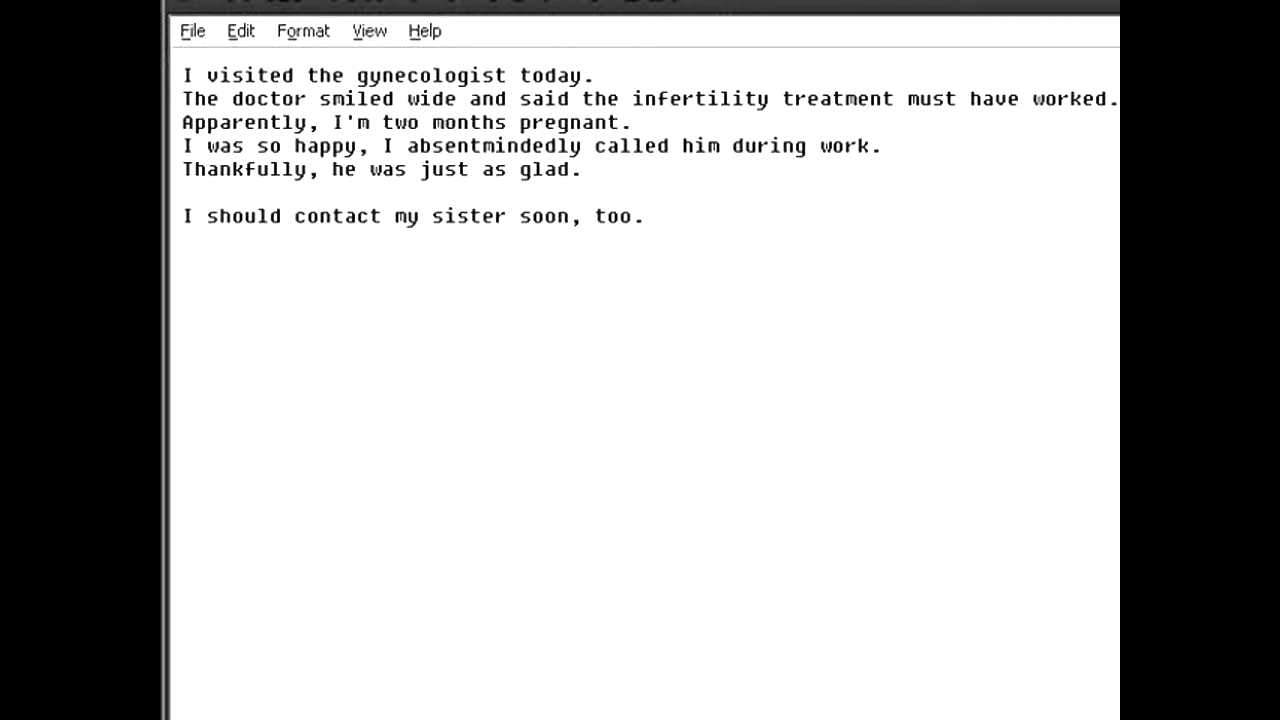 File Edit Format View Help
I visited the gynecologist today.
The doctor smiled wide and said the infertility treatment must have worked.
Apparently, I'm two months pregnant.
I was so happy, I absentmindedly called him during work.
Thankfully, he was just as glad.
I should contact my sister soon, too.